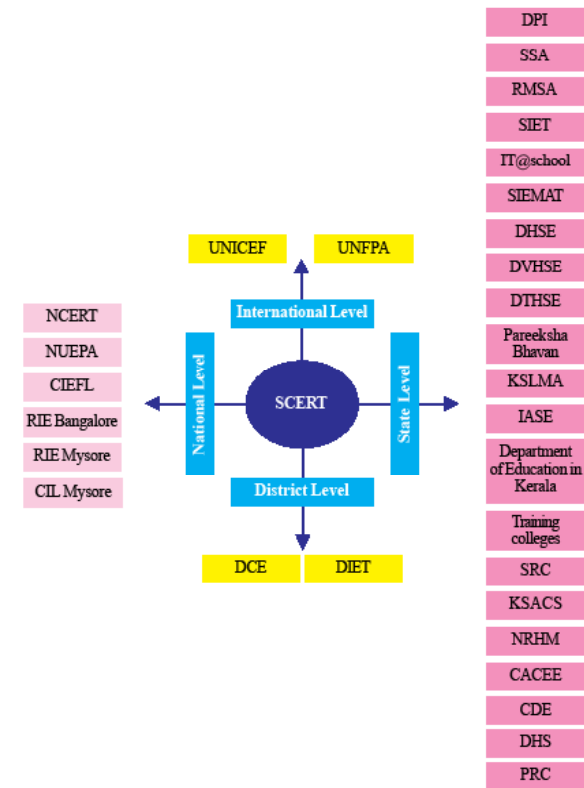 UNICEF
UNFPA
International Level
NCERT
NUEPA
CIEFL
RIE Bangalore
RIE Mysore
CIL Mysore
National Level
SCERT
State Level
District Level
DCE
DIET
DPI
SSA
RMSA
SIET
IT@school
SIEMAT
DHSE
DVHSE
DTHSE
Pareeksha
Bhavan
KSLMA
IASE
Department
of Education in
Kerala
Training
colleges
SRC
KSACS
NRHM
CACEE
CDE
DHS
PRC